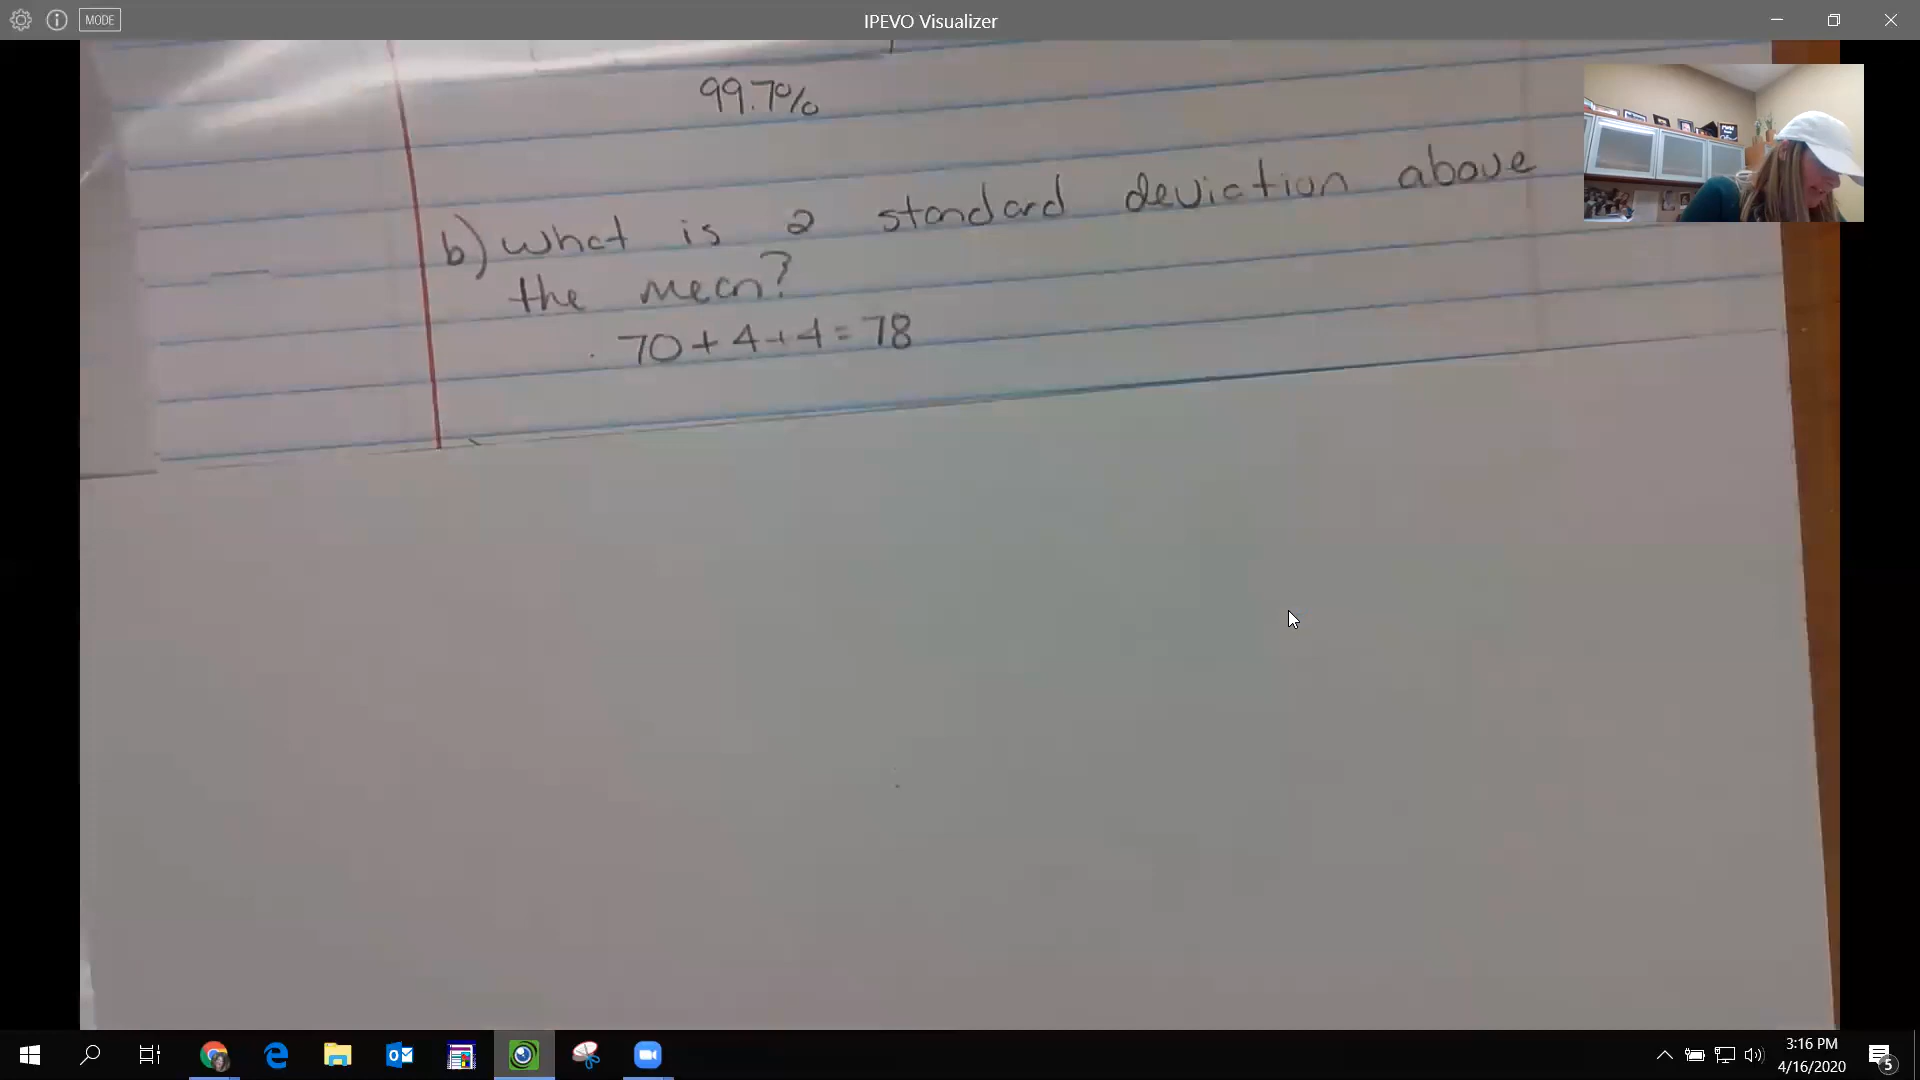 MODE
IPEVO Visualizer
99.7%
b) What is 2 standard deviation above
the mean?
70 + 4 + 4 = 78
3:16 PM
4/16/2020
5